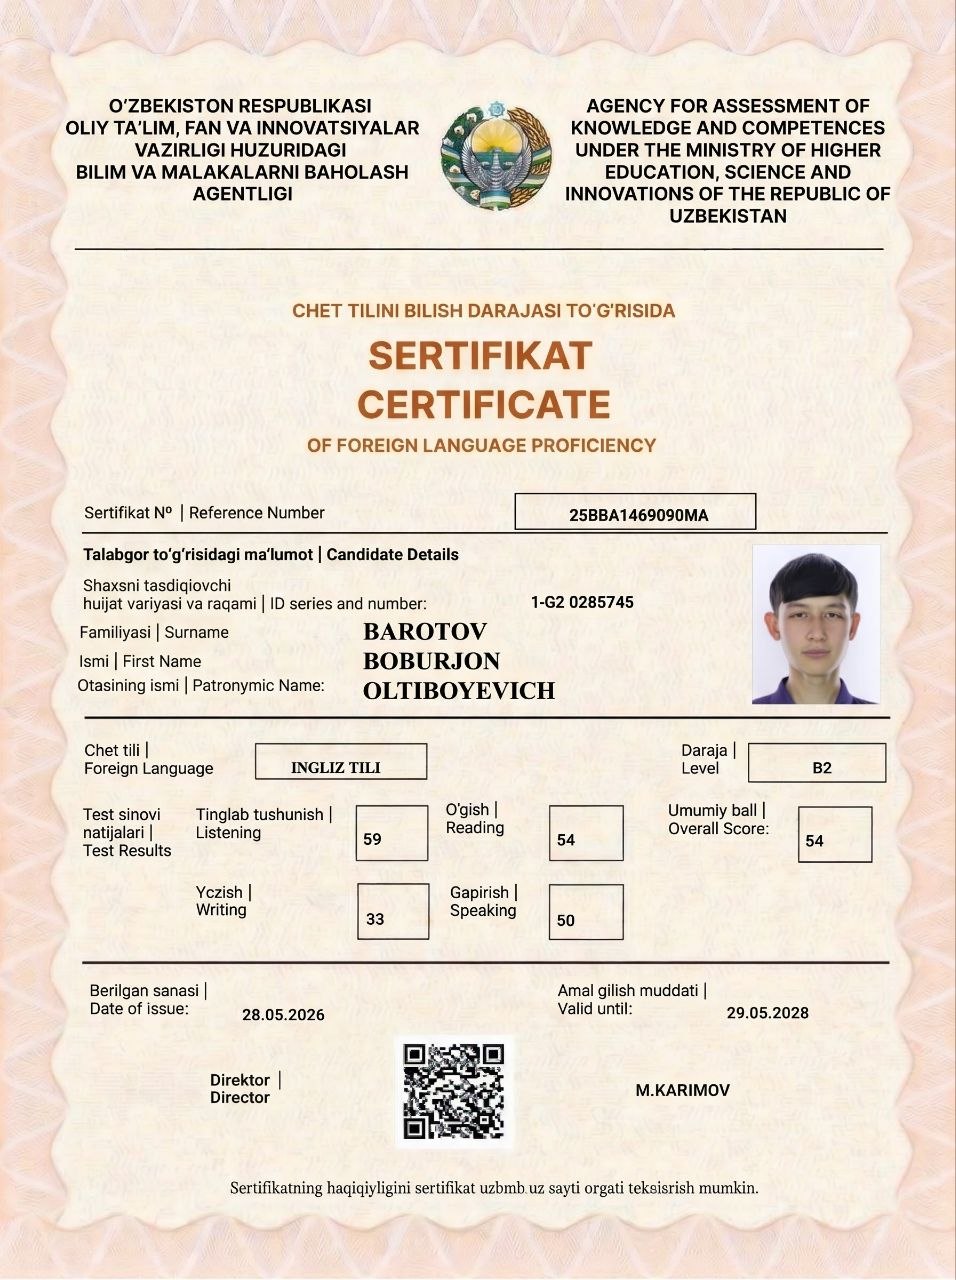 O'ZBEKISTON RESPUBLIKASI
OLIY TA'LIM, FAN VA INNOVATSIYALAR
VAZIRLIGI HUZURIDAGI
BILIM VA MALAKALARNI BAHOLASH
AGENTLIGI
AGENCY FOR ASSESSMENT OF
KNOWLEDGE AND COMPETENCES
UNDER THE MINISTRY OF HIGHER
EDUCATION, SCIENCE AND
INNOVATIONS OF THE REPUBLIC OF
UZBEKISTAN
CHET TILINI BILISH DARAJASI TO'G'RISIDA
SERTIFIKAT
CERTIFICATE
OF FOREIGN LANGUAGE PROFICIENCY
Sertifikat Nº | Reference Number 25BBA1469090MA
Talabgor to'g'risidagi ma'lumot | Candidate Details
Shaxsni tasdiqiovchi
huijat variyasi va raqami | ID series and number: 1-G2 0285745
Familiyasi | Surname BAROTOV
Ismi | First Name BOBURJON
Otasining ismi | Patronymic Name: OLTIBOYEVICH
Chet tili |
Foreign Language INGLIZ TILI
Daraja |
Level B2
Test sinovi
natijalari |
Test Results
Tinglab tushunish |
Listening 59
O'gish |
Reading 54
Umumiy ball |
Overall Score: 54
Yczish |
Writing 33
Gapirish |
Speaking 50
Berilgan sanasi |
Date of issue: 28.05.2026
Amal gilish muddati |
Valid until: 29.05.2028
Direktor |
Director
M.KARIMOV
Sertifikatning haqiqiyligini sertifikat uzbmb.uz sayti orgati teksisrish mumkin.